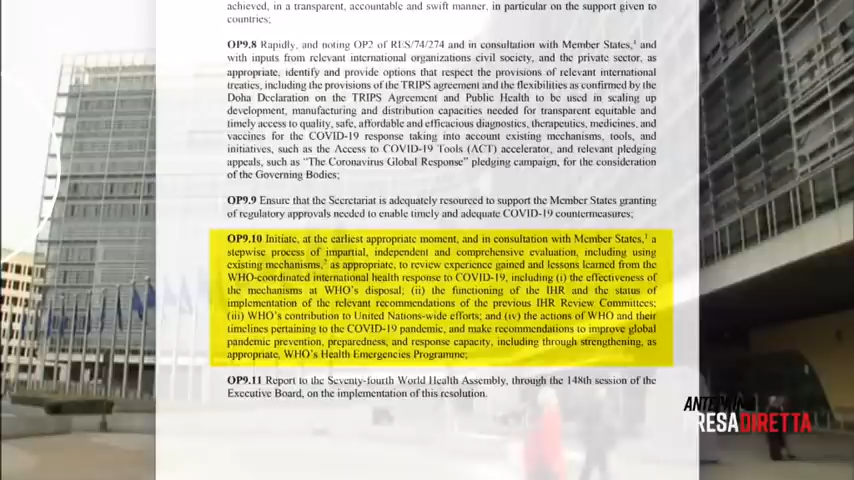 achieved, in a transparent, accountable and swift manner, in particular on the support given to
countries;
OP9.8 Rapidly, and noting OP2 of RES/74/274 and in consultation with Member States,¹ and
with inputs from relevant international organizations civil society, and the private sector, as
appropriate, identify and provide options that respect the provisions of relevant international
treaties, including the provisions of the TRIPS agreement and the flexibilities as confirmed by the
Doha Declaration on the TRIPS Agreement and Public Health to be used in scaling up
development, manufacturing and distribution capacities needed for transparent equitable and
timely access to quality, safe, affordable and efficacious diagnostics, therapeutics, medicines, and
vaccines for the COVID-19 response taking into account existing mechanisms, tools, and
initiatives, such as the Access to COVID-19 Tools (ACT) accelerator, and relevant pledging
appeals, such as "The Coronavirus Global Response" pledging campaign, for the consideration
of the Governing Bodies;
OP9.9 Ensure that the Secretariat is adequately resourced to support the Member States granting
of regulatory approvals needed to enable timely and adequate COVID-19 countermeasures;
OP9.10 Initiate, at the earliest appropriate moment, and in consultation with Member States,¹ a
stepwise process of impartial, independent and comprehensive evaluation, including using
existing mechanisms,² as appropriate, to review experience gained and lessons learned from the
WHO-coordinated international health response to COVID-19, including (i) the effectiveness of
the mechanisms at WHO's disposal; (ii) the functioning of the IHR and the status of
implementation of the relevant recommendations of the previous IHR Review Committees;
(iii) WHO's contribution to United Nations-wide efforts; and (iv) the actions of WHO and their
timelines pertaining to the COVID-19 pandemic, and make recommendations to improve global
pandemic prevention, preparedness, and response capacity, including through strengthening, as
appropriate, WHO's Health Emergencies Programme;
OP9.11 Report to the Seventy-fourth World Health Assembly, through the 148th session of the
Executive Board, on the implementation of this resolution.
PRESADIRETTA